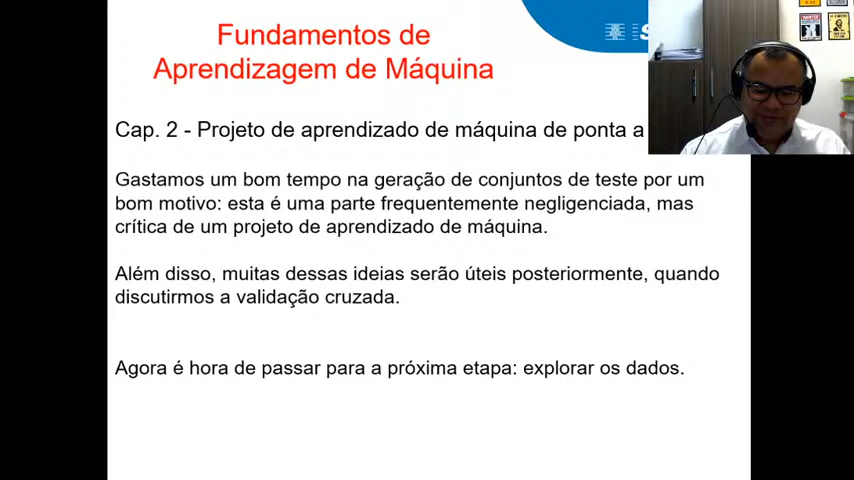 Fundamentos de
Aprendizagem de Máquina
Cap. 2 - Projeto de aprendizado de máquina de ponta a
Gastamos um bom tempo na geração de conjuntos de teste por um
bom motivo: esta é uma parte frequentemente negligenciada, mas
crítica de um projeto de aprendizado de máquina.
Além disso, muitas dessas ideias serão úteis posteriormente, quando
discutirmos a validação cruzada.
Agora é hora de passar para a próxima etapa: explorar os dados.